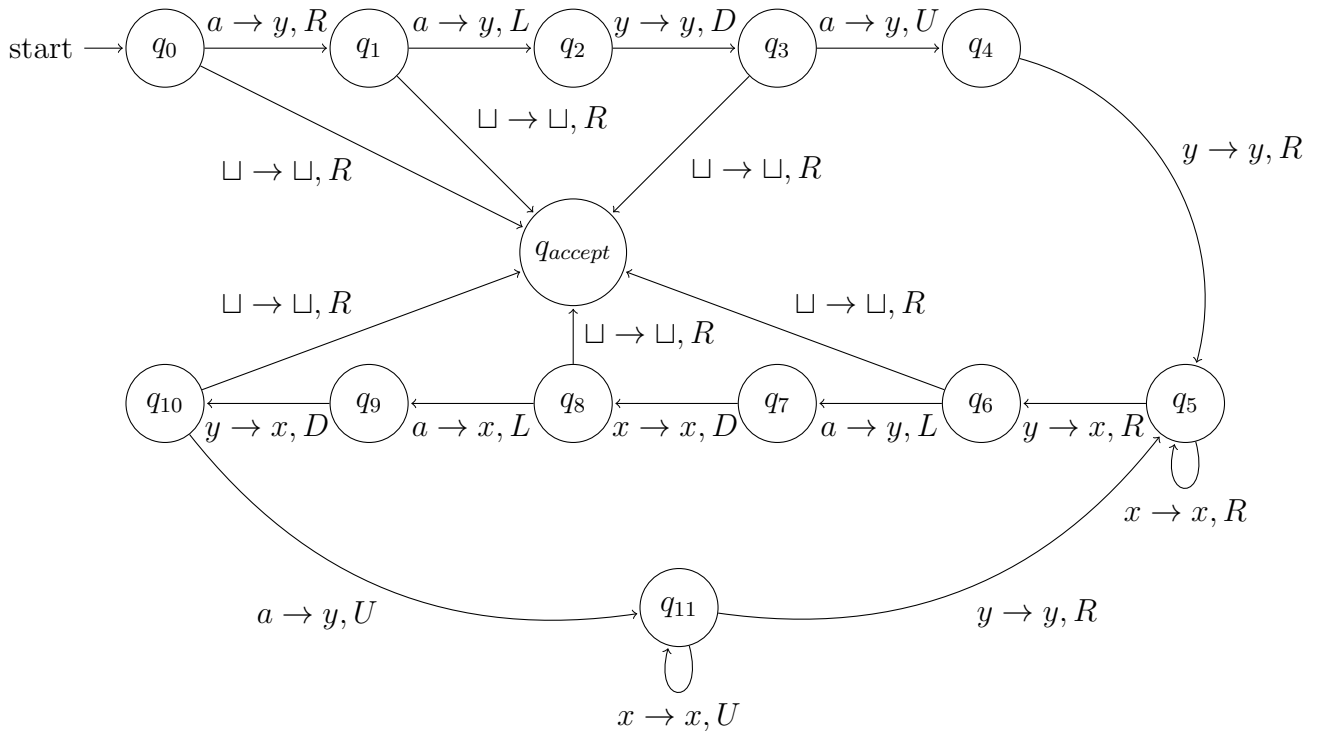 start q₀ a → y, R q₁ a → y, L q₂ y → y, D q₃ a → y, U q₄
⊔ → ⊔, R
y → y, R
⊔ → ⊔, R ⊔ → ⊔, R
q_accept
⊔ → ⊔, R ⊔ → ⊔, R
⊔ → ⊔, R
q₁₀ y → x, D q₉ a → x, L q₈ x → x, D q₇ a → y, L q₆ y → x, R q₅
x → x, R
q₁₁
a → y, U y → y, R
x → x, U